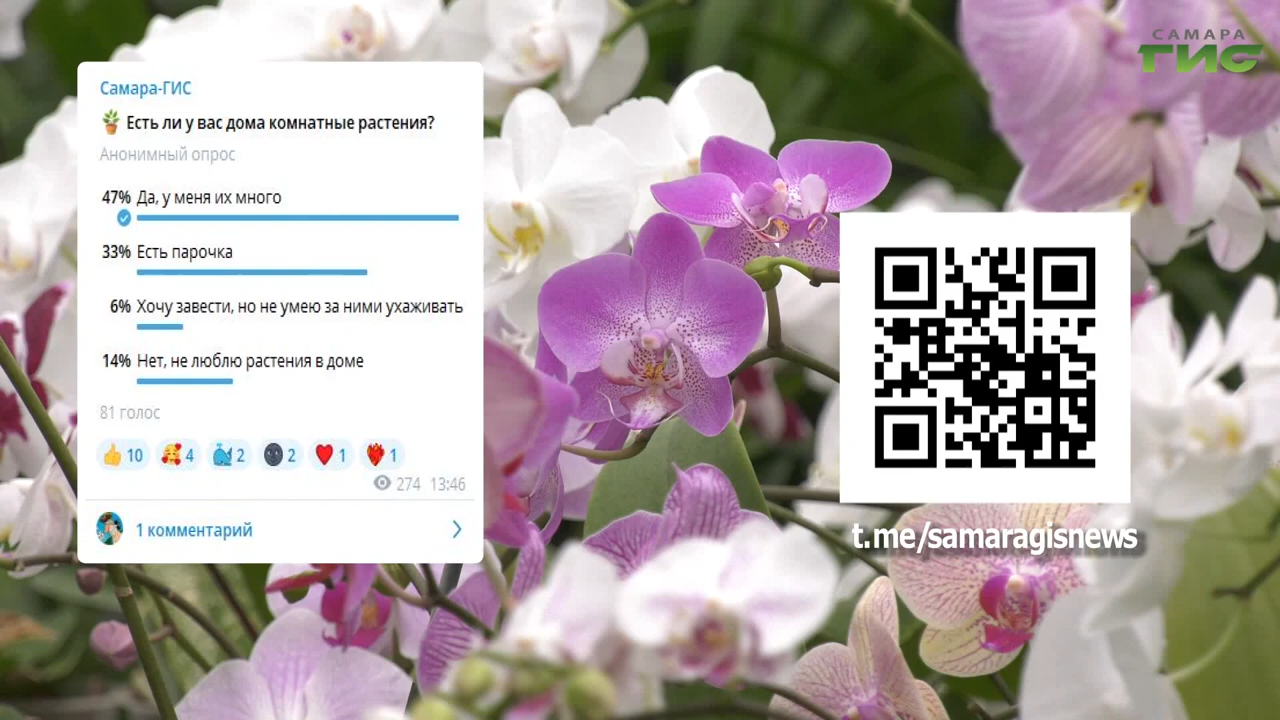 САМАРА
ГИС
Самара-ГИС
🪴 Есть ли у вас дома комнатные растения?
Анонимный опрос
47% Да, у меня их много
33% Есть парочка
6% Хочу завести, но не умею за ними ухаживать
14% Нет, не люблю растения в доме
81 голос
👍 10 🥰 4 🐳 2 🌚 2 ❤ 1 ❤‍🔥 1
274 13:46
1 комментарий
t.me/samaragisnews